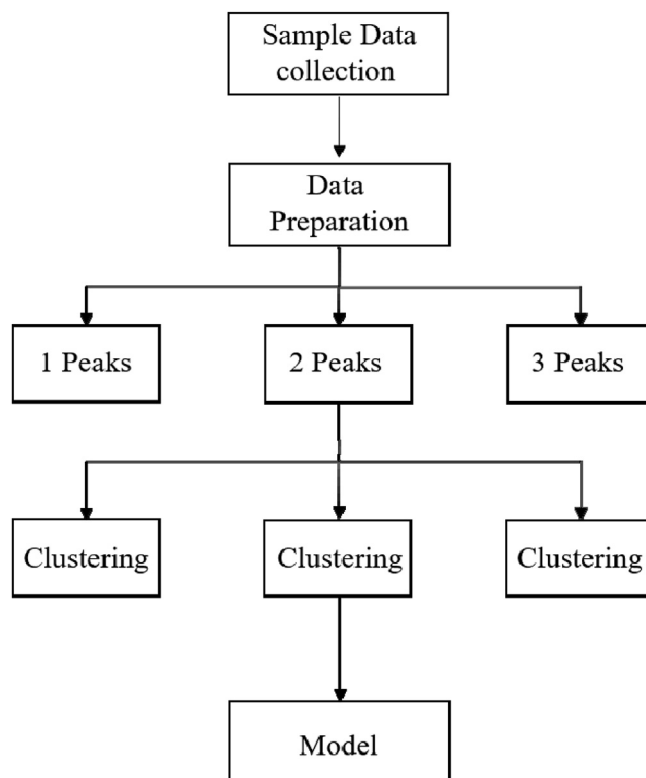 Sample Data
collection
Data
Preparation
1 Peaks
2 Peaks
3 Peaks
Clustering
Clustering
Clustering
Model